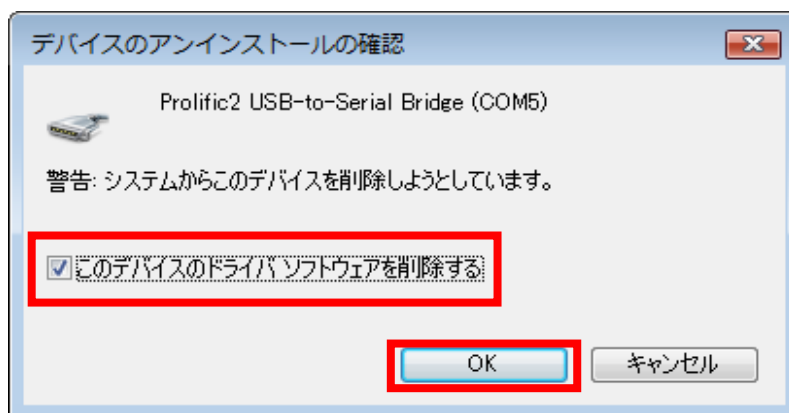 デバイスのアンインストールの確認
Prolific2 USB-to-Serial Bridge (COM5)
警告: システムからこのデバイスを削除しようとしています。
このデバイスのドライバ ソフトウェアを削除する
OK
キャンセル